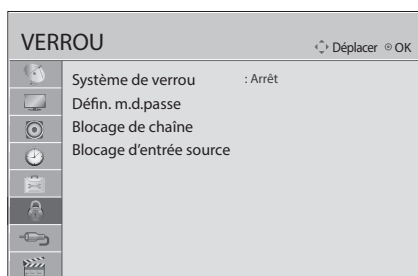 VERROU
Déplacer OK
Système de verrou : Arrêt
Défin. m.d.passe
Blocage de chaîne
Blocage d'entrée source